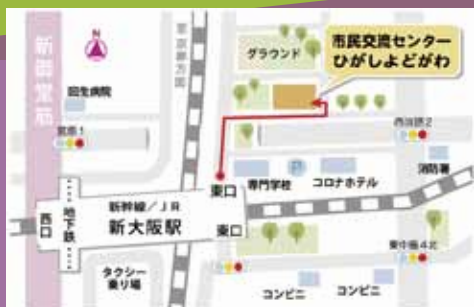 新御堂筋
回生病院
宮原1
グラウンド
市民交流センター
ひがしよどがわ
西淡路2
消防署
専門学校
コロナホテル
東口
新幹線/JR
新大阪駅
東口
西口
地下鉄
タクシー
乗り場
東中島4北
コンビニ
コンビニ